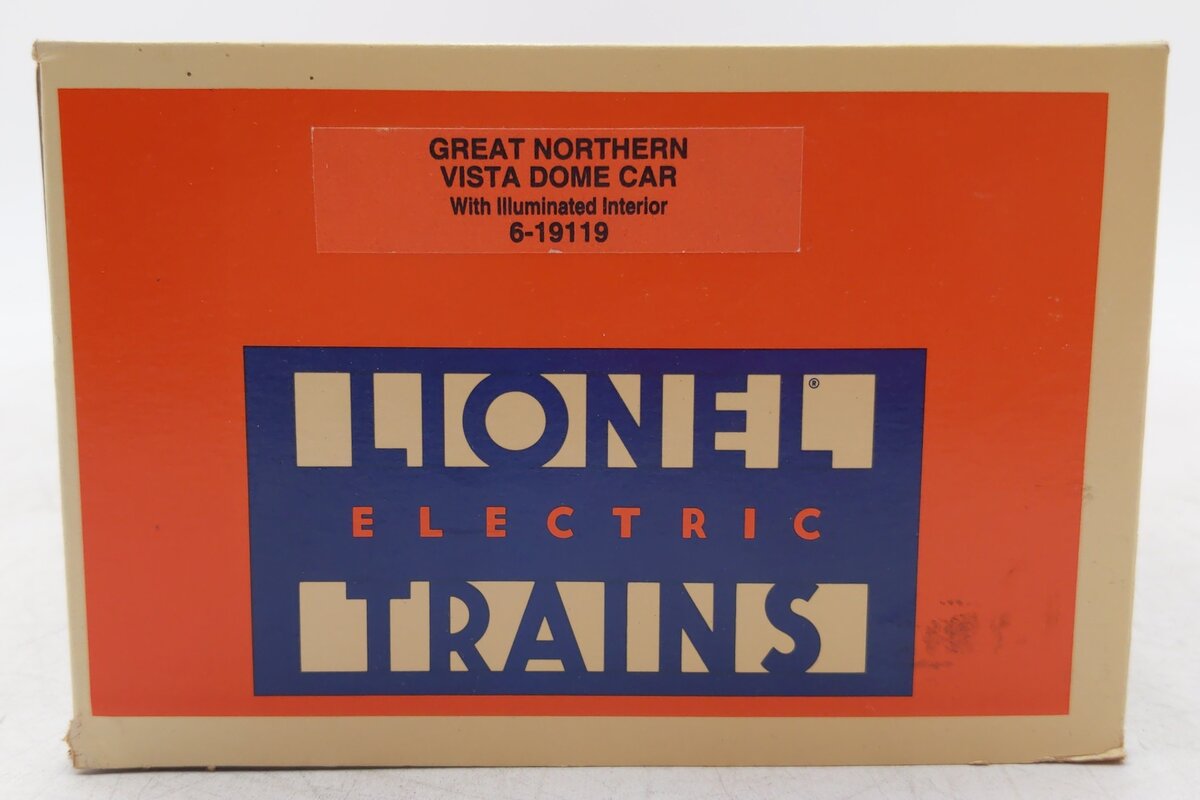 GREAT NORTHERN
VISTA DOME CAR
With Illuminated Interior
6-19119
LIONEL®
ELECTRIC
TRAINS